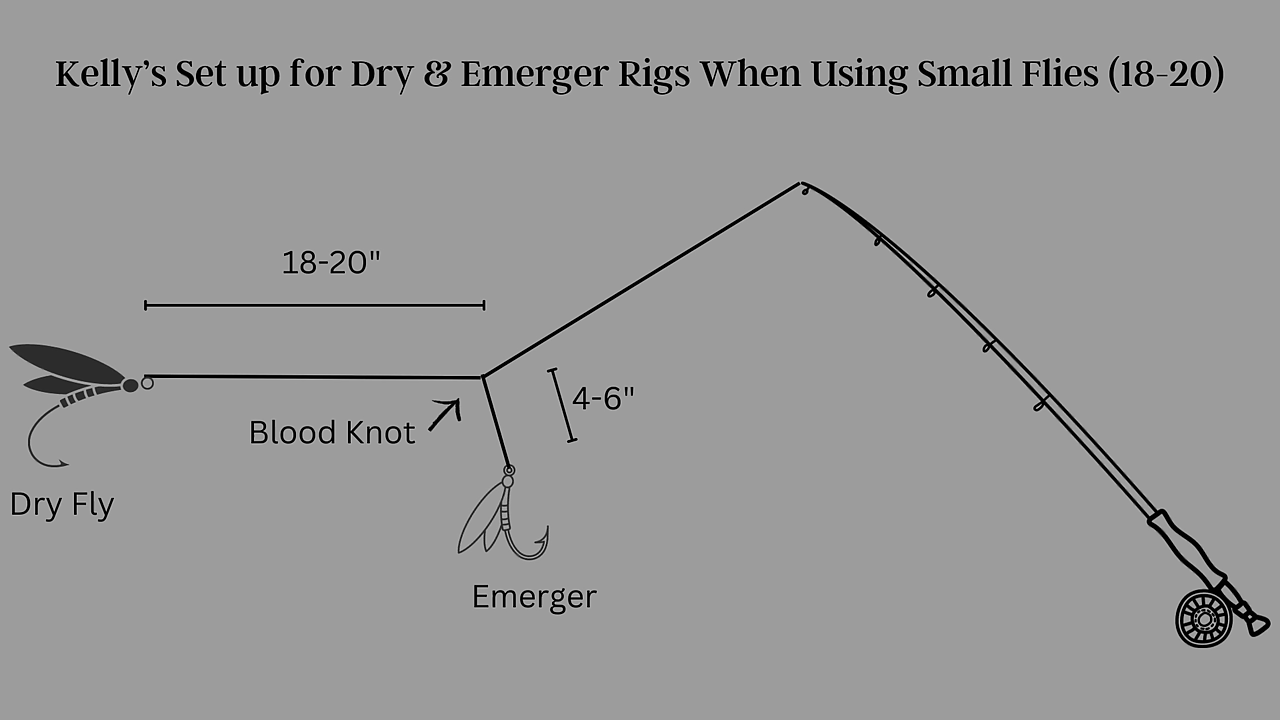 Kelly's Set up for Dry & Emerger Rigs When Using Small Flies (18-20)
18-20"
4-6"
Blood Knot
Dry Fly
Emerger